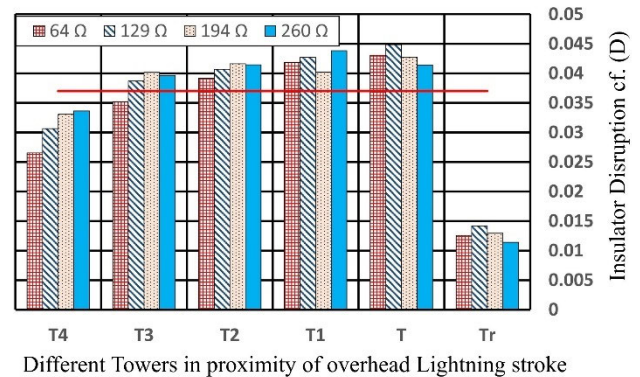 64 Ω 129 Ω 194 Ω 260 Ω
0.05
0.045
0.04
0.035
0.03
0.025
0.02
0.015
0.01
0.005
0
Insulator Disruption cf. (D)
T4 T3 T2 T1 T Tr
Different Towers in proximity of overhead Lightning stroke